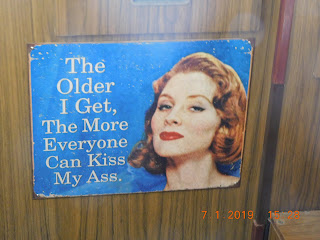 The
Older
I Get,
The More
Everyone
Can Kiss
My Ass.
7.1.2019